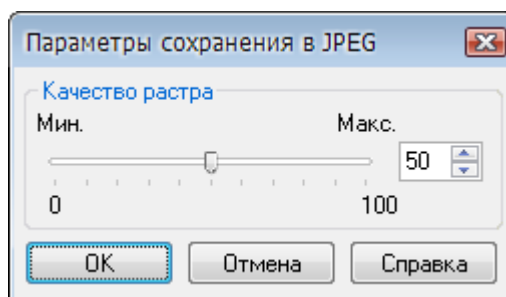 Параметры сохранения в JPEG
Качество растра
Мин. Макс.
50
0 100
OK Отмена Справка